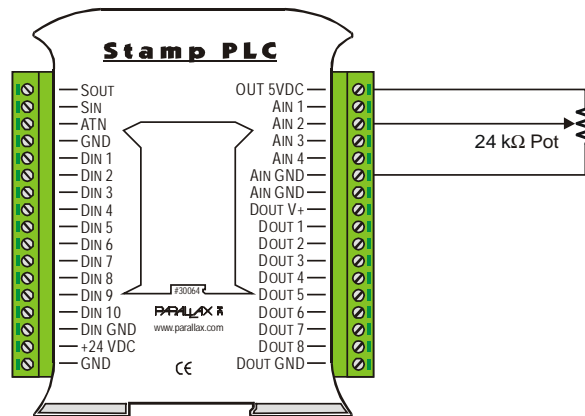 Stamp PLC
SOUT
SIN
ATN
GND
DIN 1
DIN 2
DIN 3
DIN 4
DIN 5
DIN 6
DIN 7
DIN 8
DIN 9
DIN 10
DIN GND
+24 VDC
GND
OUT 5VDC
AIN 1
AIN 2
AIN 3
AIN 4
AIN GND
AIN GND
DOUT V+
DOUT 1
DOUT 2
DOUT 3
DOUT 4
DOUT 5
DOUT 6
DOUT 7
DOUT 8
DOUT GND
24 kΩ Pot
#30064
PARALLAX
www.parallax.com
CE